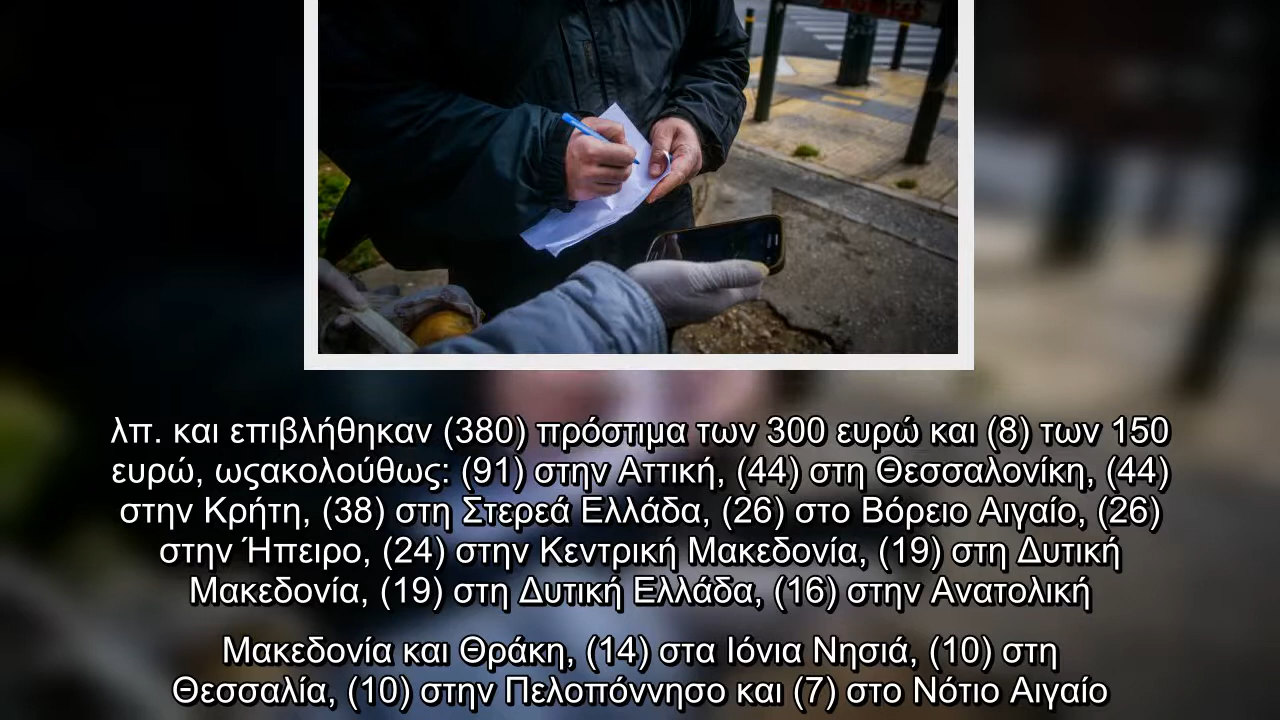 λπ. και επιβλήθηκαν (380) πρόστιμα των 300 ευρώ και (8) των 150
ευρώ, ωςακολούθως: (91) στην Αττική, (44) στη Θεσσαλονίκη, (44)
στην Κρήτη, (38) στη Στερεά Ελλάδα, (26) στο Βόρειο Αιγαίο, (26)
στην Ήπειρο, (24) στην Κεντρική Μακεδονία, (19) στη Δυτική
Μακεδονία, (19) στη Δυτική Ελλάδα, (16) στην Ανατολική
Μακεδονία και Θράκη, (14) στα Ιόνια Νησιά, (10) στη
Θεσσαλία, (10) στην Πελοπόννησο και (7) στο Νότιο Αιγαίο